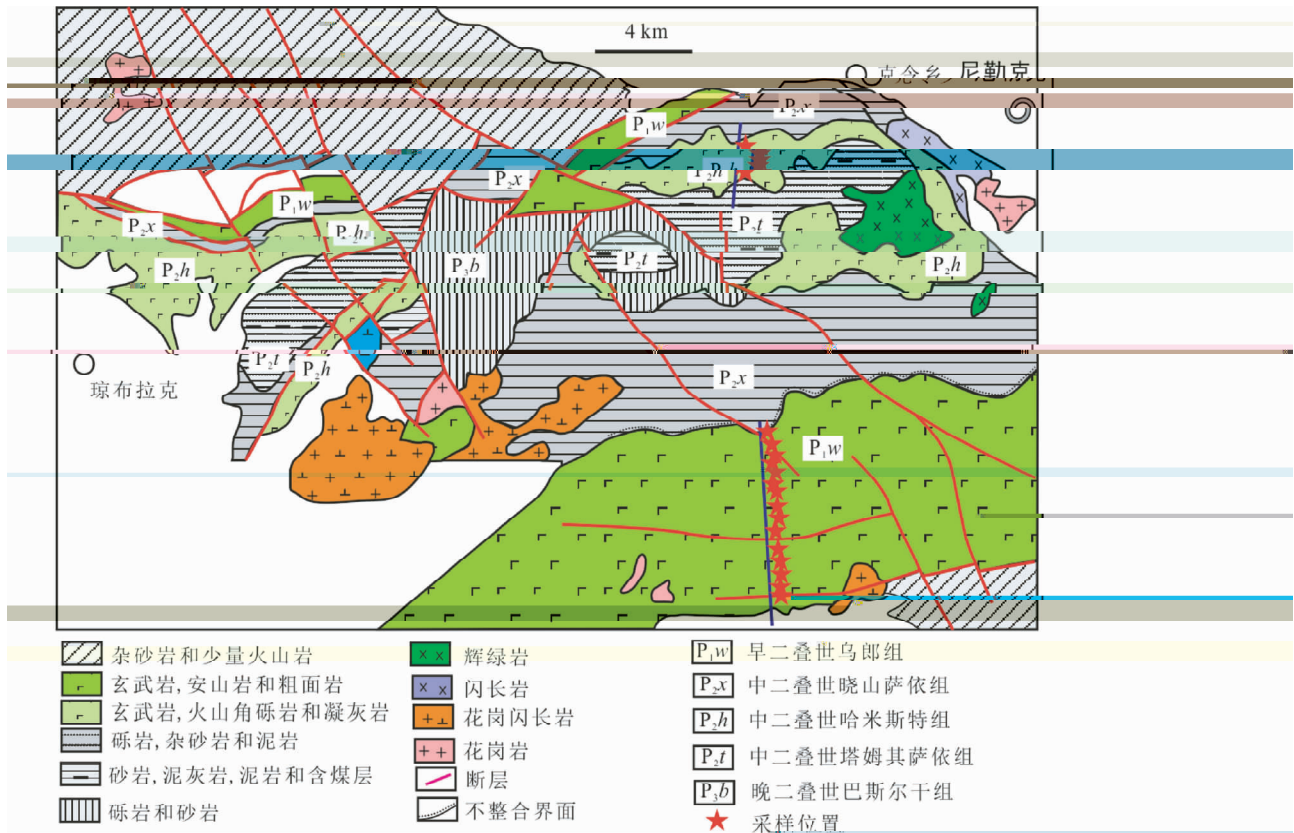 4 km
克念乡
尼勒克
P₁w
P₂x
P₂h
P₂x
P₁w
P₂x
P₂h
P₂t
P₂h
P₃b
P₂t
P₂h
P₂t
P₂h
琼布拉克
P₂x
P₁w
杂砂岩和少量火山岩
玄武岩,安山岩和粗面岩
玄武岩,火山角砾岩和凝灰岩
砾岩,杂砂岩和泥岩
砂岩,泥灰岩,泥岩和含煤层
砾岩和砂岩
辉绿岩
闪长岩
花岗闪长岩
花岗岩
断层
不整合界面
P₁w 早二叠世乌郎组
P₂x 中二叠世晓山萨依组
P₂h 中二叠世哈米斯特组
P₂t 中二叠世塔姆其萨依组
P₃b 晚二叠世巴斯尔干组
采样位置